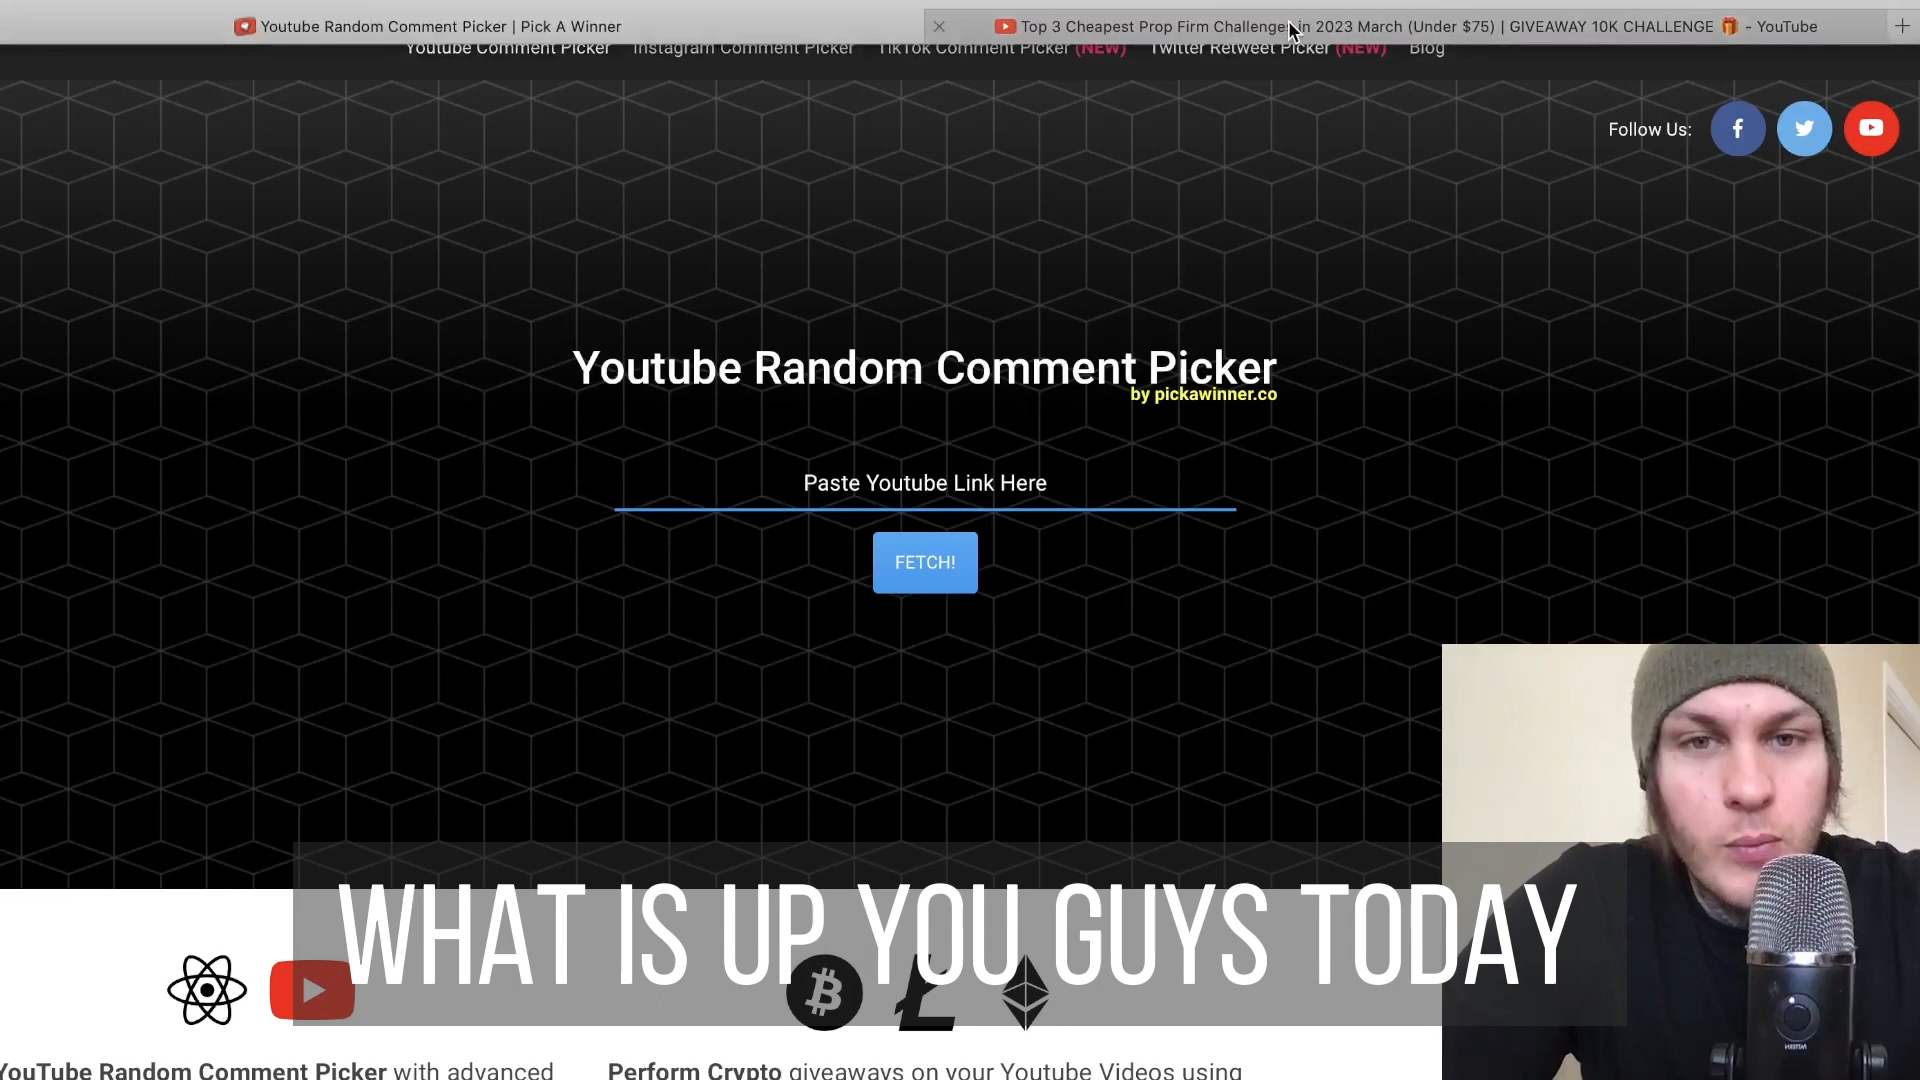 Youtube Random Comment Picker | Pick A Winner
Top 3 Cheapest Prop Firm Challenges in 2023 March (Under $75) | GIVEAWAY 10K CHALLENGE 🎁 - YouTube
Youtube Comment Picker Instagram Comment Picker TikTok Comment Picker (NEW) Twitter Retweet Picker (NEW) Blog
Follow Us:
Youtube Random Comment Picker
by pickawinner.co
Paste Youtube Link Here
FETCH!
WHAT IS UP YOU GUYS TODAY
YouTube Random Comment Picker with advanced
Perform Crypto giveaways on your Youtube Videos using